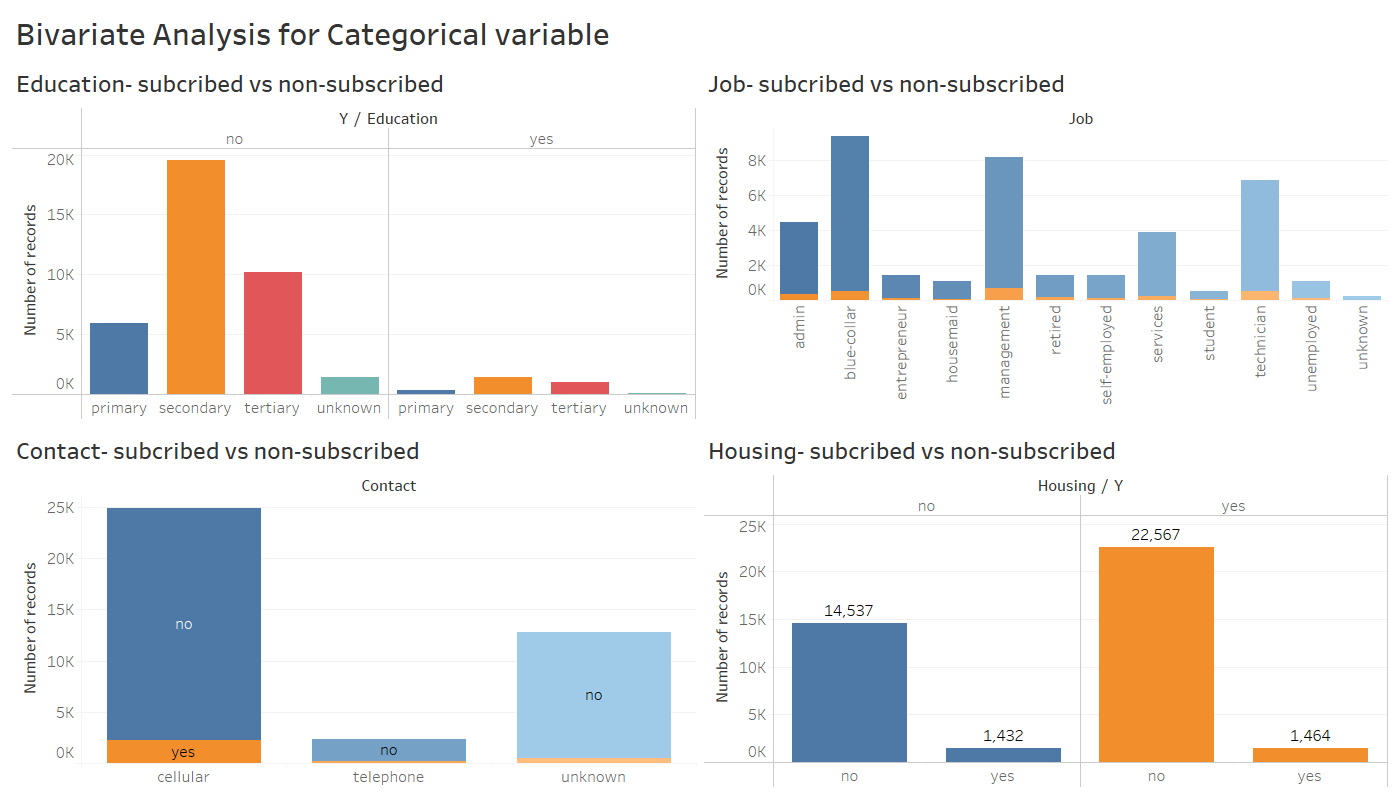 Bivariate Analysis for Categorical variable
Education- subcribed vs non-subscribed
Y / Education
no
yes
Number of records
20K
15K
10K
5K
0K
primary
secondary
tertiary
unknown
primary
secondary
tertiary
unknown
Job- subcribed vs non-subscribed
Job
Number of records
8K
6K
4K
2K
0K
admin
blue-collar
entrepreneur
housemaid
management
retired
self-employed
services
student
technician
unemployed
unknown
Contact- subcribed vs non-subscribed
Contact
Number of records
25K
20K
15K
10K
5K
0K
no
yes
no
no
cellular
telephone
unknown
Housing- subcribed vs non-subscribed
Housing / Y
no
yes
Number of records
25K
20K
15K
10K
5K
0K
14,537
1,432
22,567
1,464
no
yes
no
yes